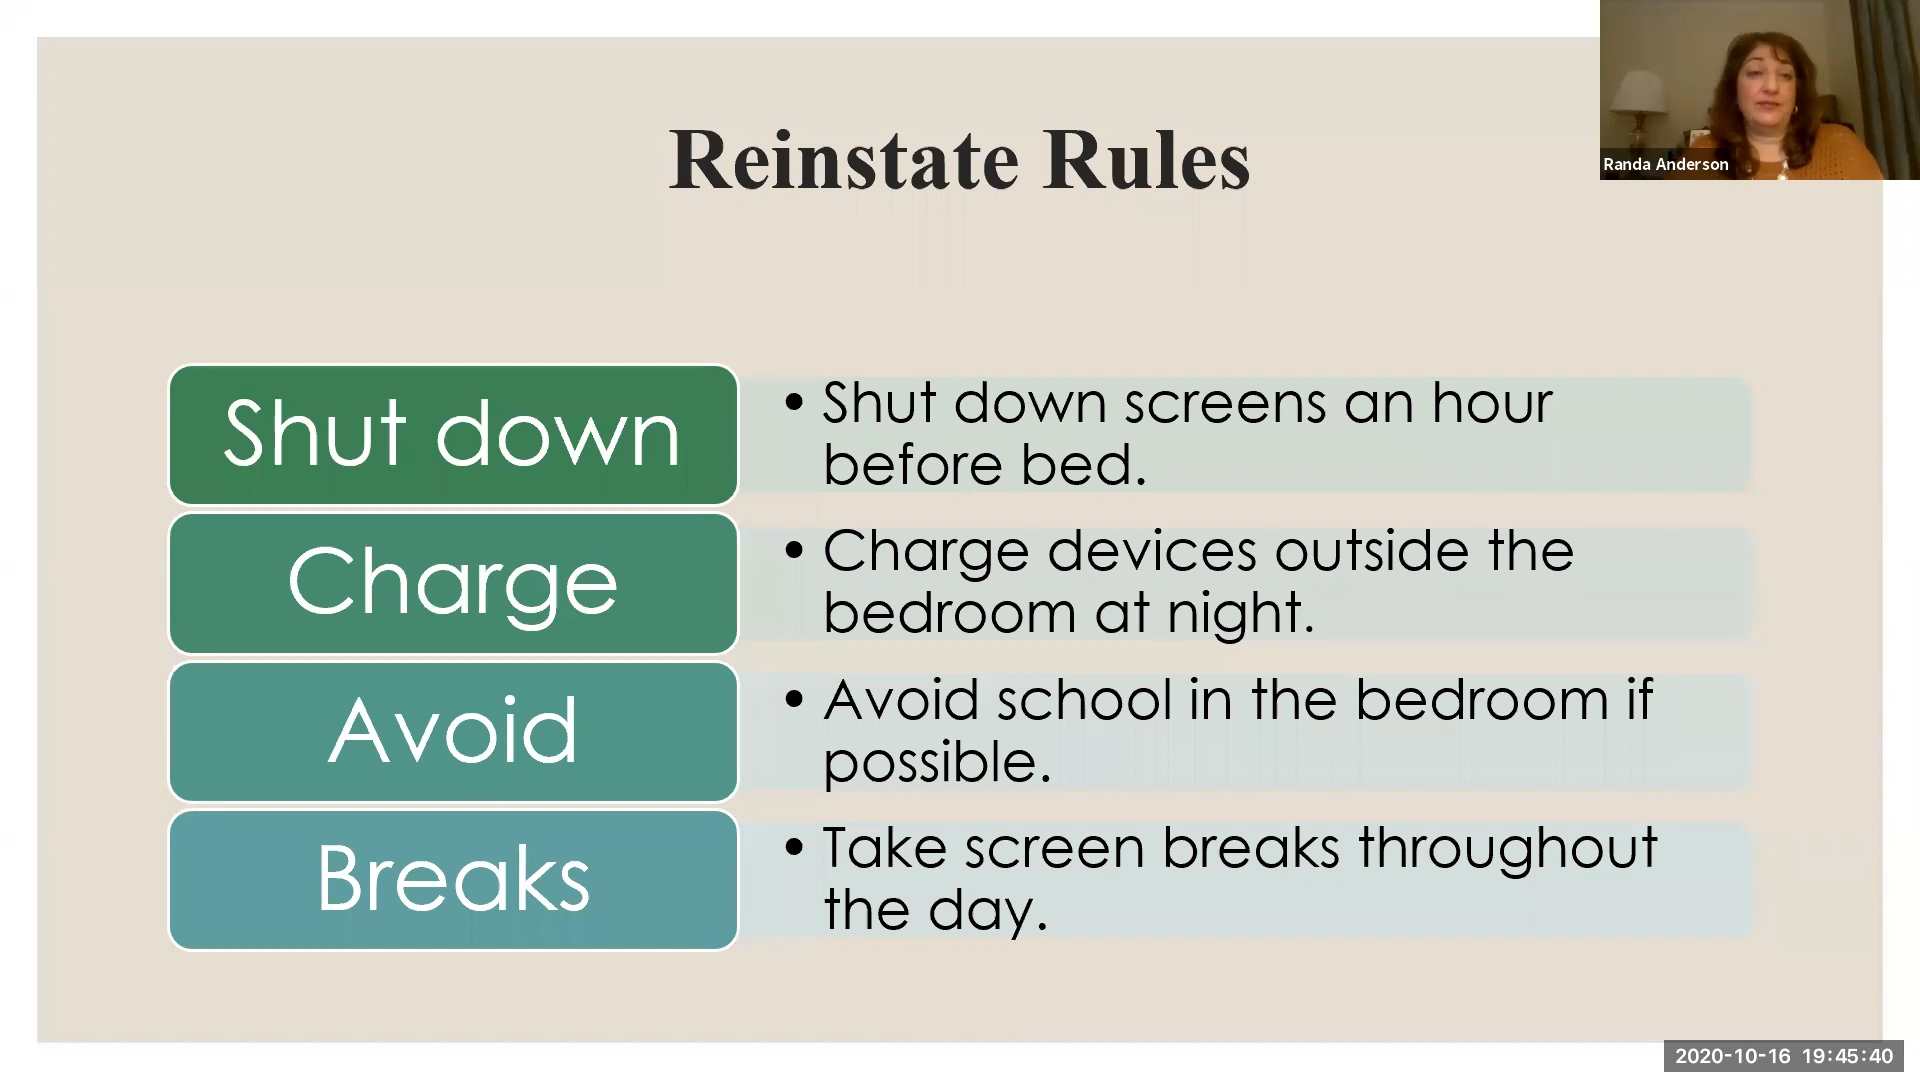 Reinstate Rules
Randa Anderson
Shut down
• Shut down screens an hour
before bed.
Charge
• Charge devices outside the
bedroom at night.
Avoid
• Avoid school in the bedroom if
possible.
Breaks
• Take screen breaks throughout
the day.
2020-10-16 19:45:40